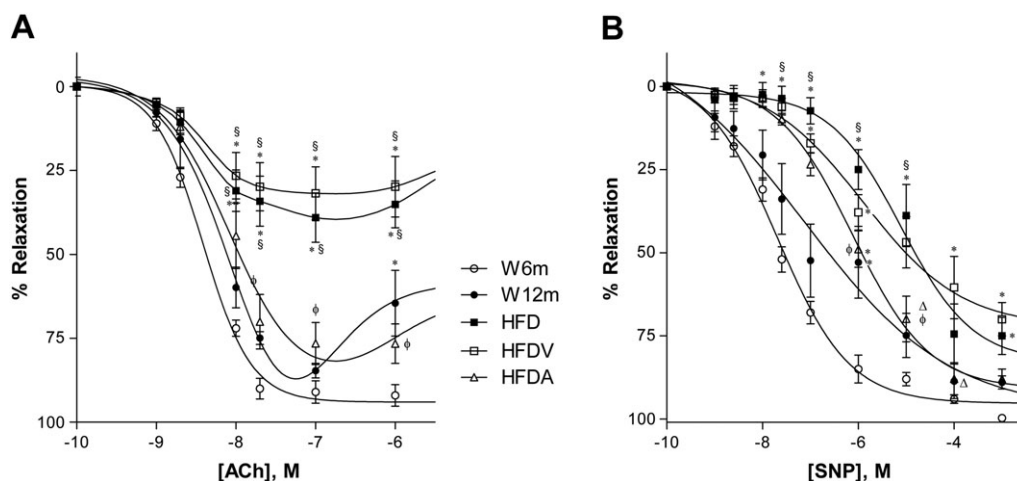 A
B
% Relaxation
0
25
50
75
100
-10
-9
-8
-7
-6
[ACh], M
§
*
§
*
§
*
§
*
§
*
*
§
* §
* §
*
ϕ
ϕ
ϕ
W6m
W12m
HFD
HFDV
HFDA
% Relaxation
0
25
50
75
100
-10
-8
-6
-4
[SNP], M
*
§
*
§
*
*
§
*
*
*
*
ϕ
§
*
Δ
ϕ
*
Δ
*
*